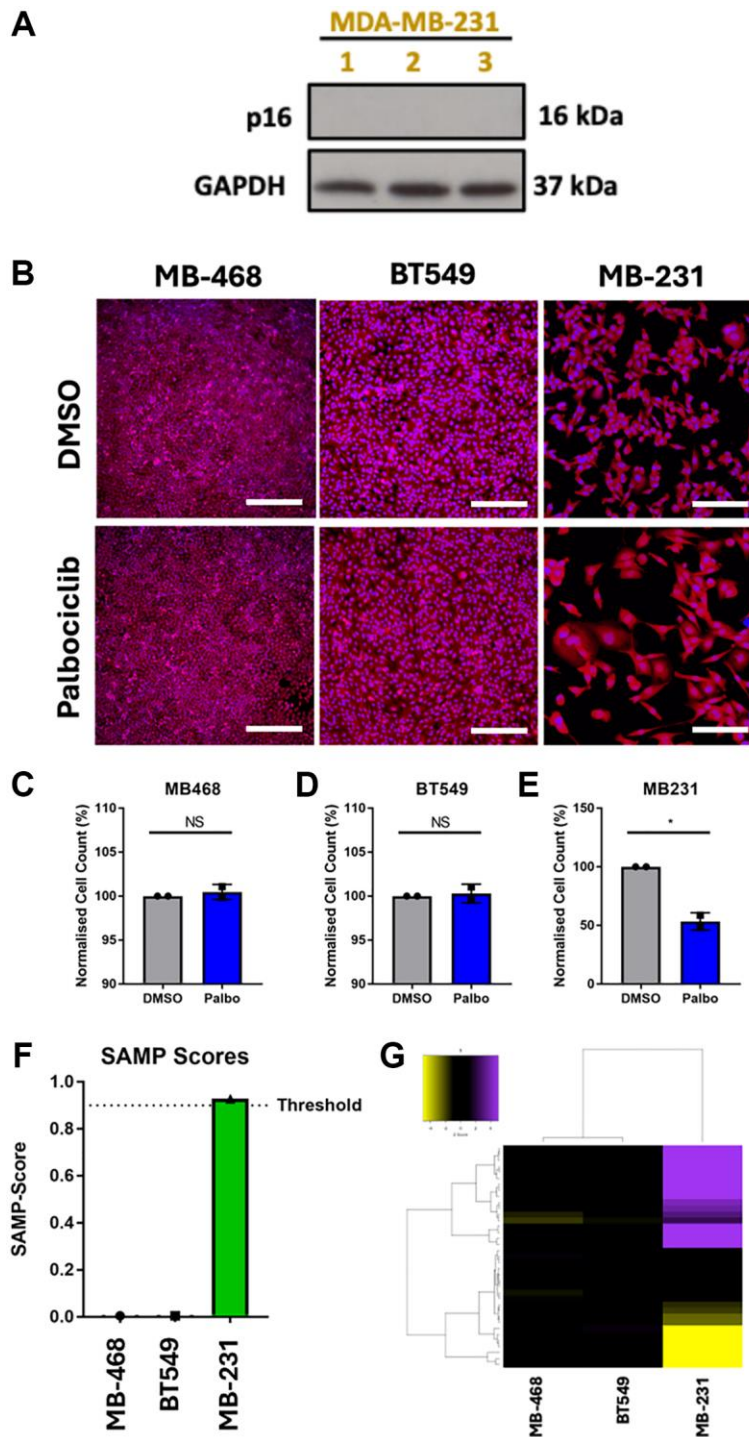 A
MDA-MB-231
1 2 3
p16 16 kDa
GAPDH 37 kDa
B
MB-468 BT549 MB-231
DMSO
Palbociclib
C
MB468
Normalised Cell Count (%)
110
105
100
95
90
NS
DMSO Palbo
D
BT549
Normalised Cell Count (%)
110
105
100
95
90
NS
DMSO Palbo
E
MB231
Normalised Cell Count (%)
150
100
50
0
*
DMSO Palbo
F
SAMP Scores
SAMP-Score
1.0
0.8
0.6
0.4
0.2
0.0
Threshold
MB-468
BT549
MB-231
G
MB-468
BT549
MB-231